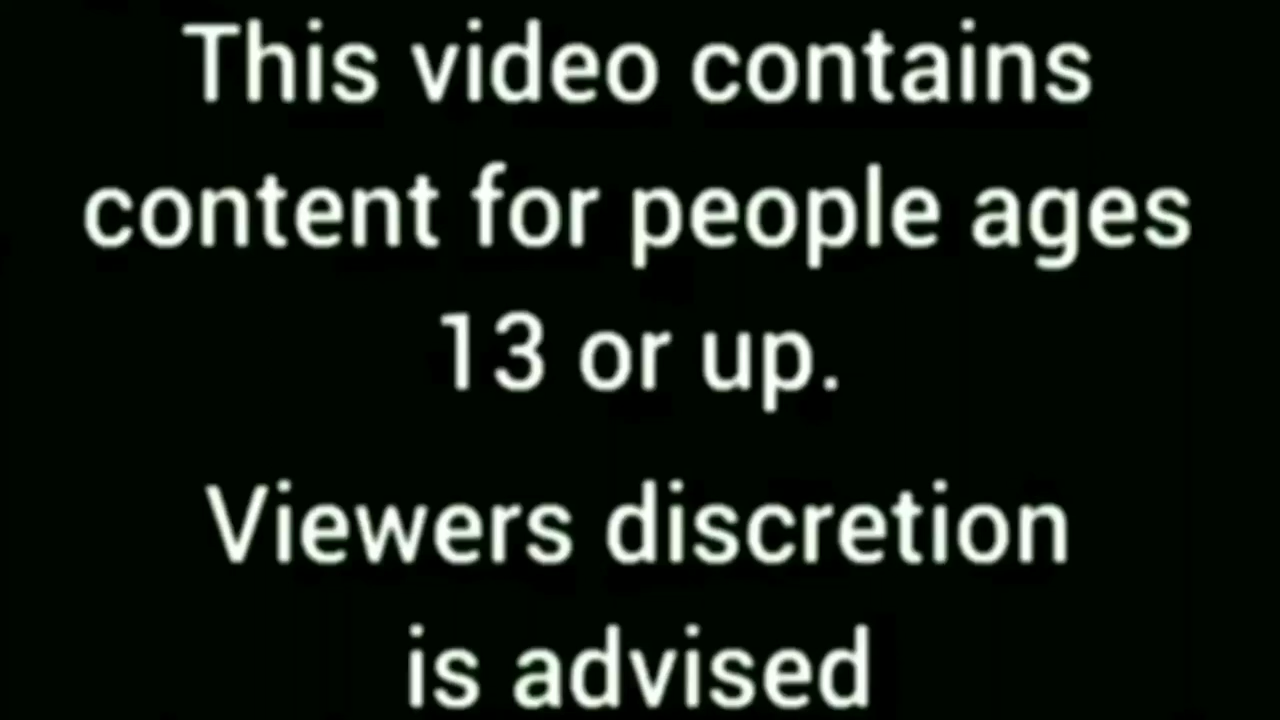 This video contains
content for people ages
13 or up.
Viewers discretion
is advised